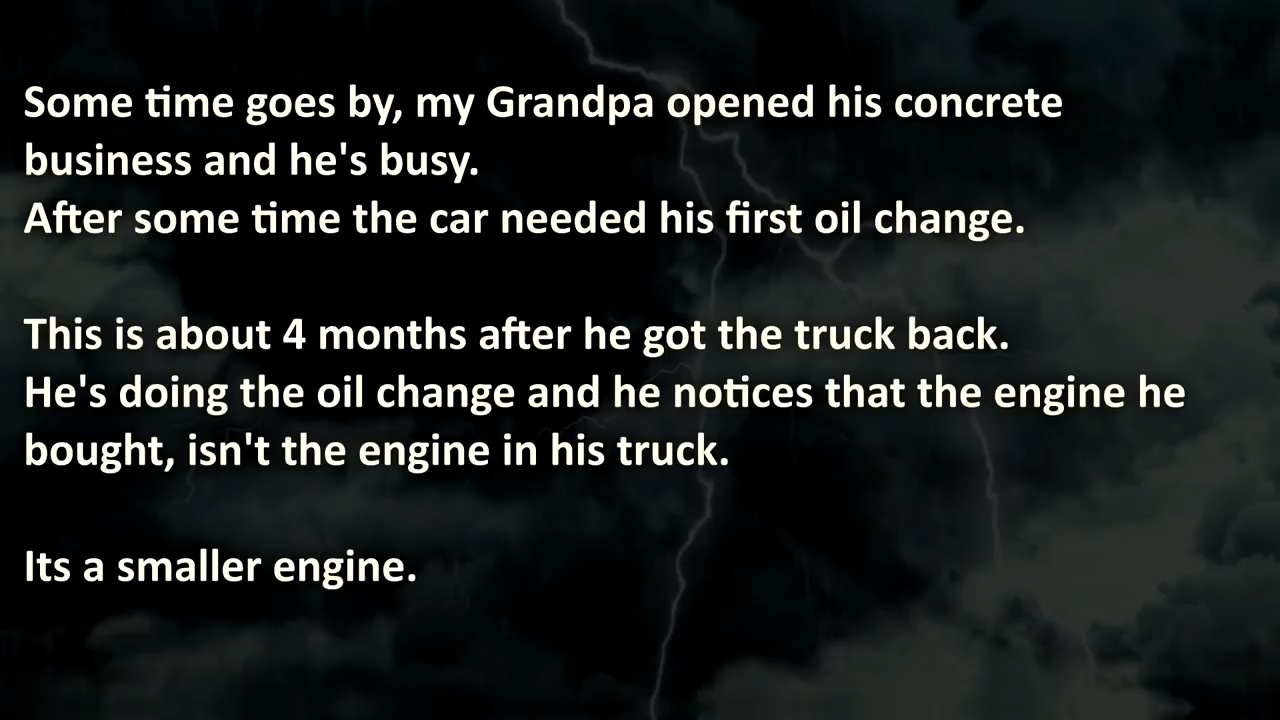 Some time goes by, my Grandpa opened his concrete
business and he's busy.
After some time the car needed his first oil change.
This is about 4 months after he got the truck back.
He's doing the oil change and he notices that the engine he
bought, isn't the engine in his truck.
Its a smaller engine.